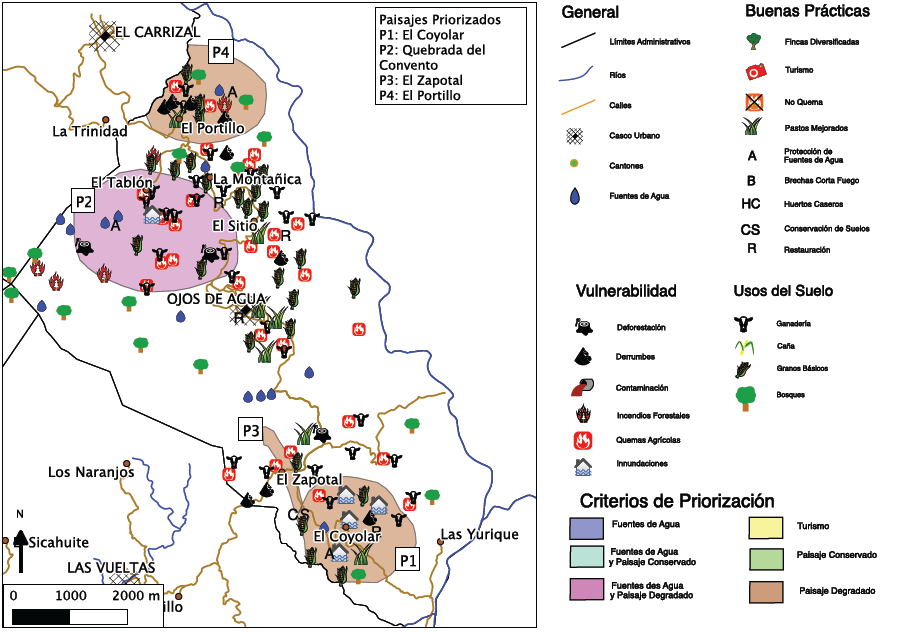 Paisajes Priorizados
P1: El Coyolar
P2: Quebrada del
Convento
P3: El Zapotal
P4: El Portillo
EL CARRIZAL
P4
A
La Trinidad
El Portillo
El Tablón
La Montañica
R
P2
A
El Sitio
R
OJOS DE AGUA
R
P3
Los Naranjos
El Zapotal
CS
R
El Coyolar
A
P1
Las Yurique
N
Sicahuite
LAS VUELTAS
illo
0 1000 2000 m
General
Límites Administrativos
Ríos
Calles
Casco Urbano
Cantones
Fuentes de Agua
Buenas Prácticas
Fincas Diversificadas
Turismo
No Quema
Pastos Mejorados
A Protección de
Fuentes de Agua
B Brechas Corta Fuego
HC Huertos Caseros
CS Conservación de Suelos
R Restauración
Vulnerabilidad
Deforestación
Derrumbes
Contaminación
Incendios Forestales
Quemas Agrícolas
Innundaciones
Usos del Suelo
Ganadería
Caña
Granos Básicos
Bosques
Criterios de Priorización
Fuentes de Agua
Fuentes de Agua
y Paisaje Conservado
Fuentes des Agua
y Paisaje Degradado
Turismo
Paisaje Conservado
Paisaje Degradado